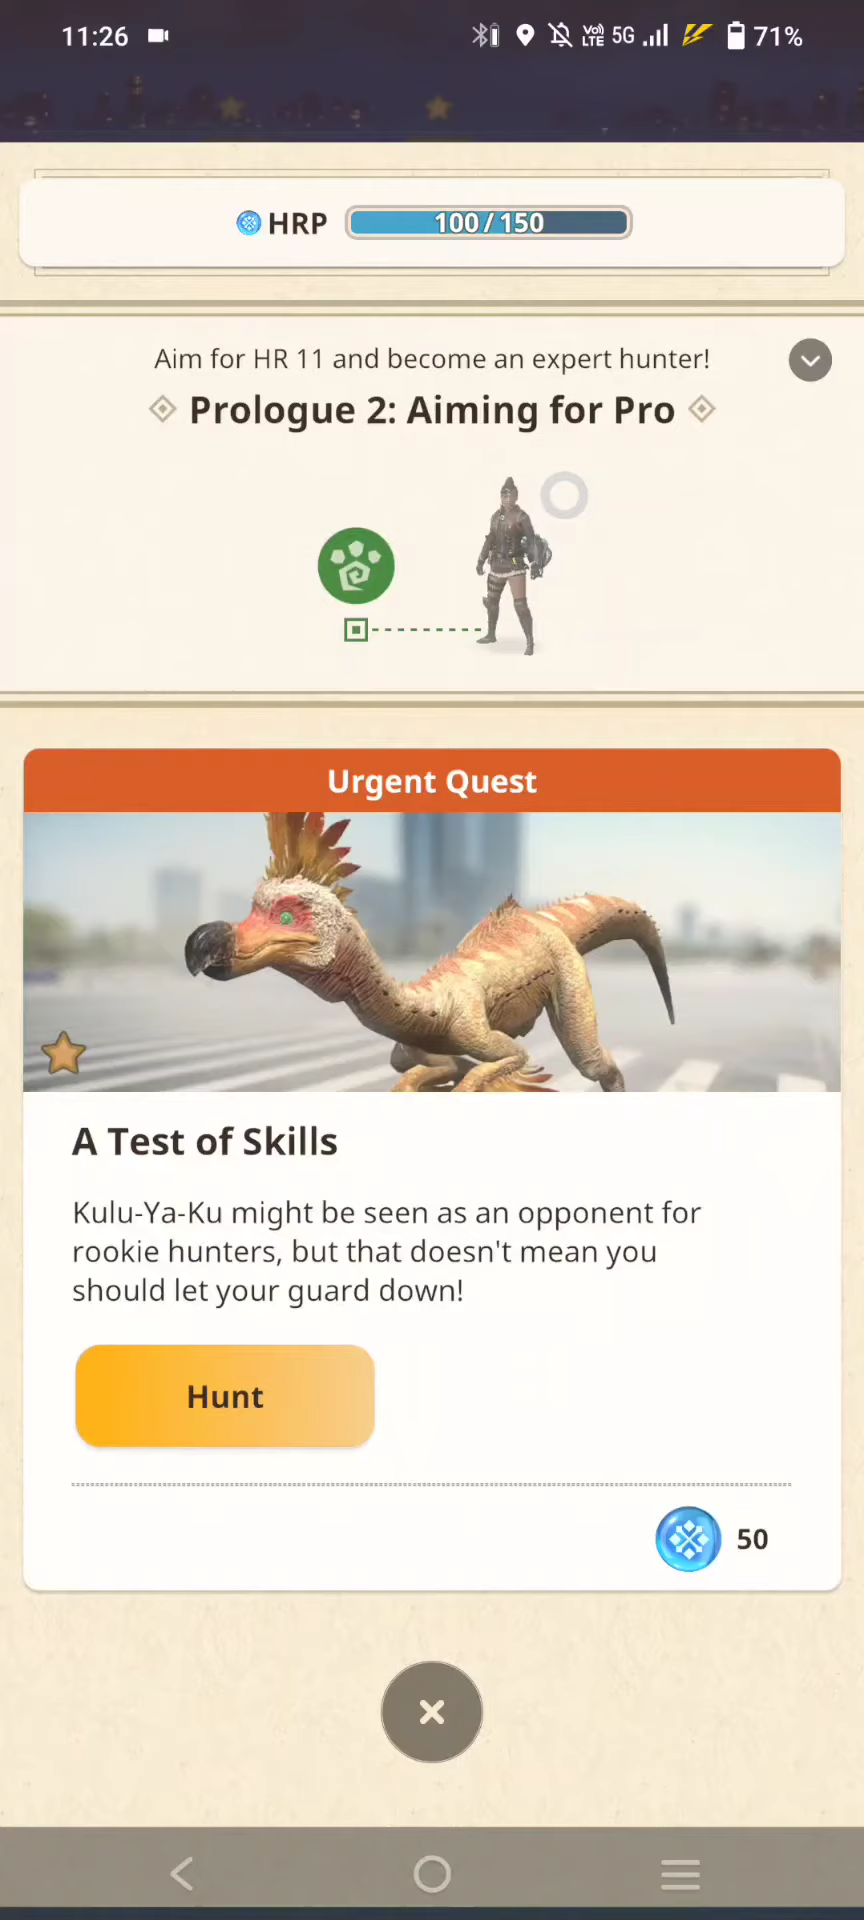 11:26
Vo)) LTE 5G 71%
HRP 100/150
Aim for HR 11 and become an expert hunter!
Prologue 2: Aiming for Pro
Urgent Quest
A Test of Skills
Kulu-Ya-Ku might be seen as an opponent for
rookie hunters, but that doesn't mean you
should let your guard down!
Hunt
50